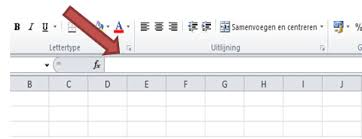 B I U A Samenvoegen en centreren %
Lettertype Uitlijning G
fx
B C D E F G H I J